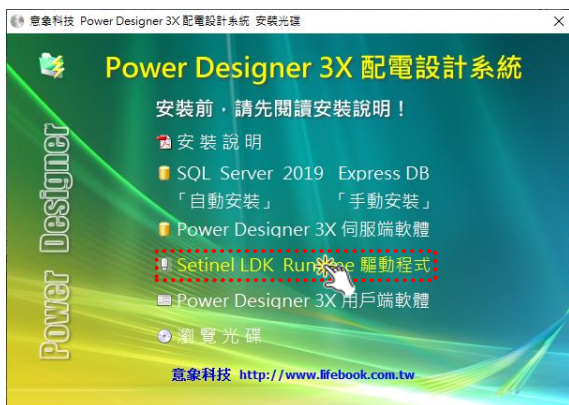 意象科技 Power Designer 3X 配電設計系統 安裝光碟
Power Designer 3X 配電設計系統
安裝前，請先閱讀安裝說明！
安裝說明
SQL Server 2019 Express DB
「自動安裝」 「手動安裝」
Power Designer 3X 伺服端軟體
Setinel LDK Runtime 驅動程式
Power Designer 3X 用戶端軟體
瀏覽光碟
意象科技 http://www.lifebook.com.tw
Power Designer